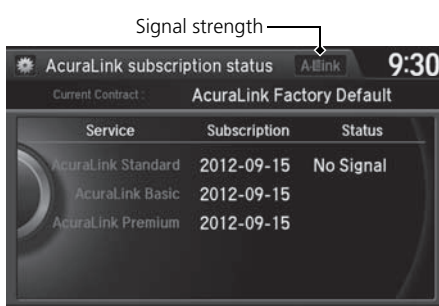 Signal strength
AcuraLink subscription status A-link 9:30
Current Contract : AcuraLink Factory Default
Service Subscription Status
AcuraLink Standard 2012-09-15 No Signal
AcuraLink Basic 2012-09-15
AcuraLink Premium 2012-09-15